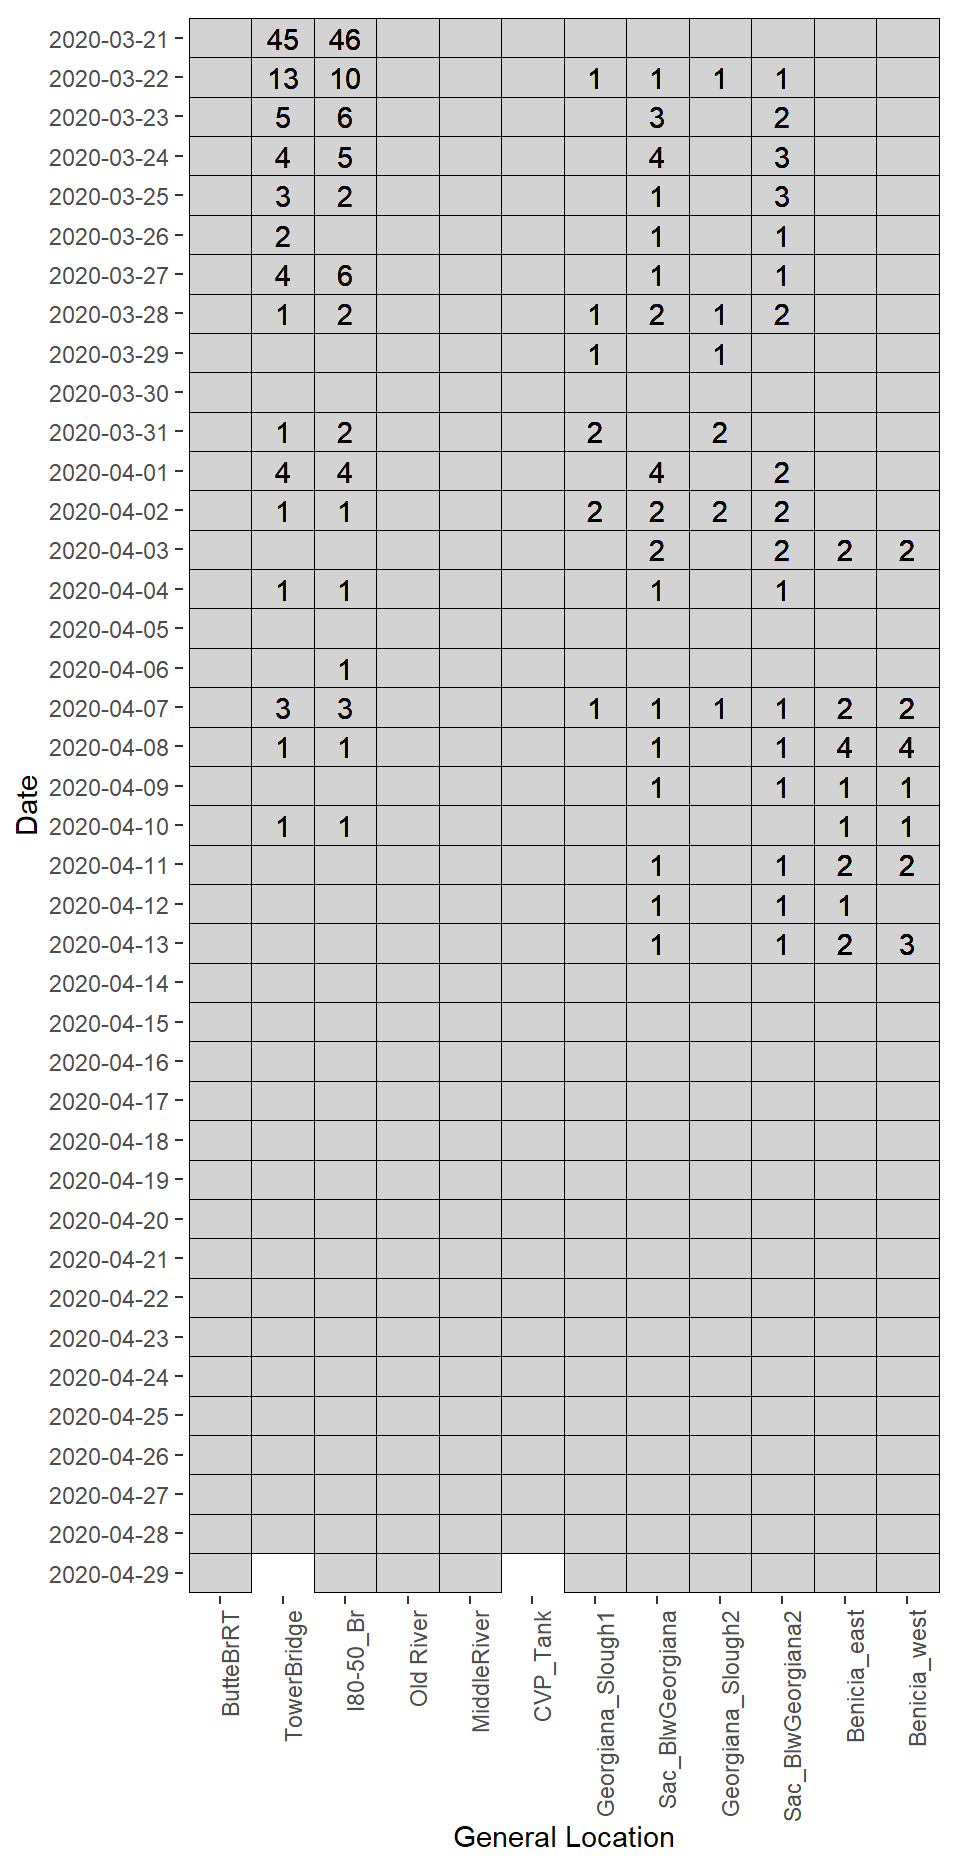 2020-03-21 45 46
2020-03-22 13 10 1 1 1 1
2020-03-23 5 6 3 2
2020-03-24 4 5 4 3
2020-03-25 3 2 1 3
2020-03-26 2 1 1
2020-03-27 4 6 1 1
2020-03-28 1 2 1 2 1 2
2020-03-29 1 1
2020-03-30
2020-03-31 1 2 2 2
2020-04-01 4 4 4 2
2020-04-02 1 1 2 2 2 2
2020-04-03 2 2 2 2
2020-04-04 1 1 1 1
2020-04-05
2020-04-06 1
2020-04-07 3 3 1 1 1 1 2 2
2020-04-08 1 1 1 1 4 4
2020-04-09 1 1 1 1
2020-04-10 1 1 1 1
2020-04-11 1 1 2 2
2020-04-12 1 1 1
2020-04-13 1 1 2 3
2020-04-14
2020-04-15
2020-04-16
2020-04-17
2020-04-18
2020-04-19
2020-04-20
2020-04-21
2020-04-22
2020-04-23
2020-04-24
2020-04-25
2020-04-26
2020-04-27
2020-04-28
2020-04-29
Date
ButteBrRT
TowerBridge
I80-50_Br
Old River
MiddleRiver
CVP_Tank
Georgiana_Slough1
Sac_BlwGeorgiana
Georgiana_Slough2
Sac_BlwGeorgiana2
Benicia_east
Benicia_west
General Location